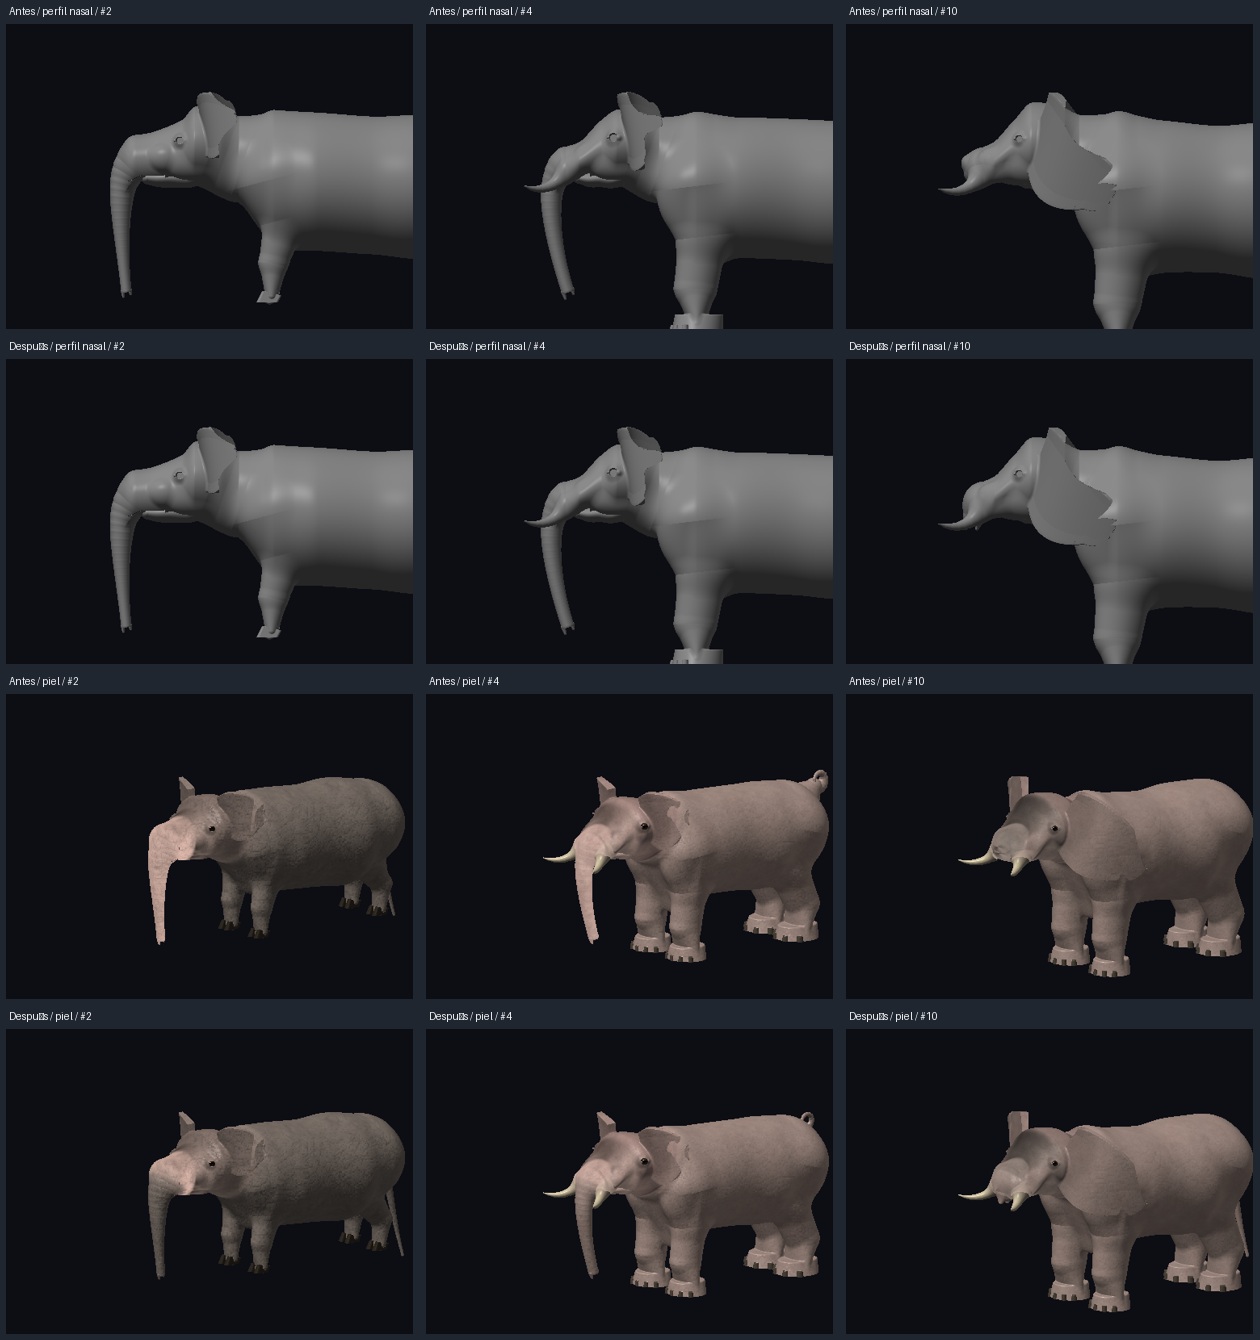 Antes / perfil nasal / #2
Antes / perfil nasal / #4
Antes / perfil nasal / #10
Despu▯s / perfil nasal / #2
Despu▯s / perfil nasal / #4
Despu▯s / perfil nasal / #10
Antes / piel / #2
Antes / piel / #4
Antes / piel / #10
Despu▯s / piel / #2
Despu▯s / piel / #4
Despu▯s / piel / #10